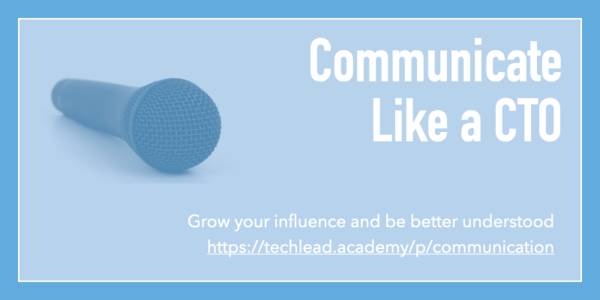 Communicate
Like a CTO
Grow your influence and be better understood
https://techlead.academy/p/communication